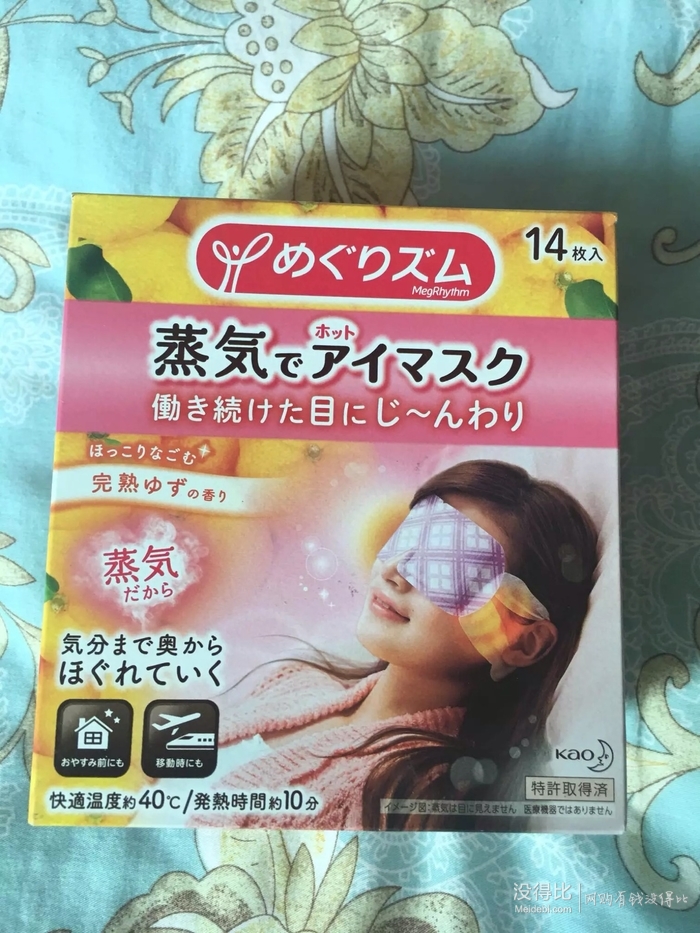 めぐりズム
MegRhythm
14枚入
ホット
蒸気でアイマスク
働き続けた目にじ〜んわり
ほっこりなごむ
完熟ゆずの香り
蒸気
だから
気分まで奥から
ほぐれていく
おやすみ前にも
移動時にも
Kao
特許取得済
快適温度約40℃/発熱時間約10分
イメージ図:蒸気は目に見えません 医療機器ではありません
没得比
Meidebi.com
网购有钱没得比